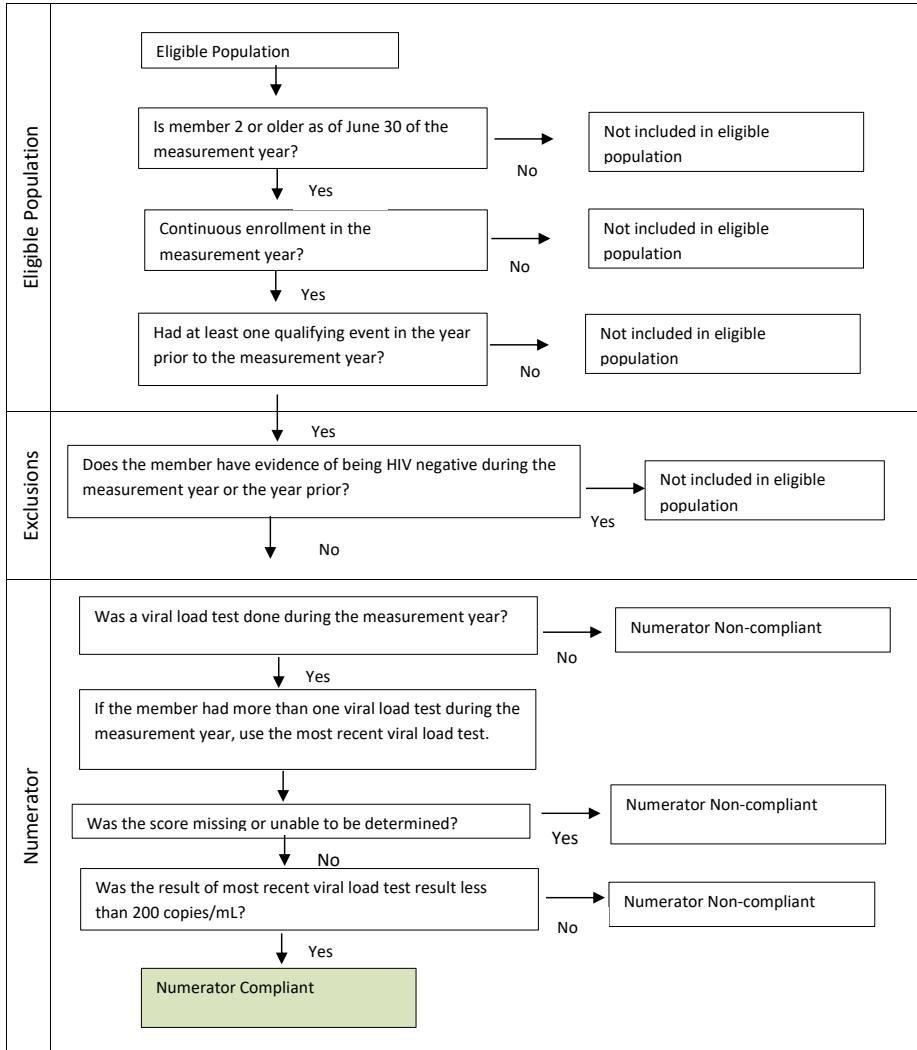 Eligible Population
Eligible Population
Is member 2 or older as of June 30 of the
measurement year?
No
Not included in eligible
population
Yes
Continuous enrollment in the
measurement year?
No
Not included in eligible
population
Yes
Had at least one qualifying event in the year
prior to the measurement year?
No
Not included in eligible
population
Yes
Exclusions
Does the member have evidence of being HIV negative during the
measurement year or the year prior?
Yes
Not included in eligible
population
No
Numerator
Was a viral load test done during the measurement year?
No
Numerator Non-compliant
Yes
If the member had more than one viral load test during the
measurement year, use the most recent viral load test.
Was the score missing or unable to be determined?
Yes
Numerator Non-compliant
No
Was the result of most recent viral load test result less
than 200 copies/mL?
No
Numerator Non-compliant
Yes
Numerator Compliant